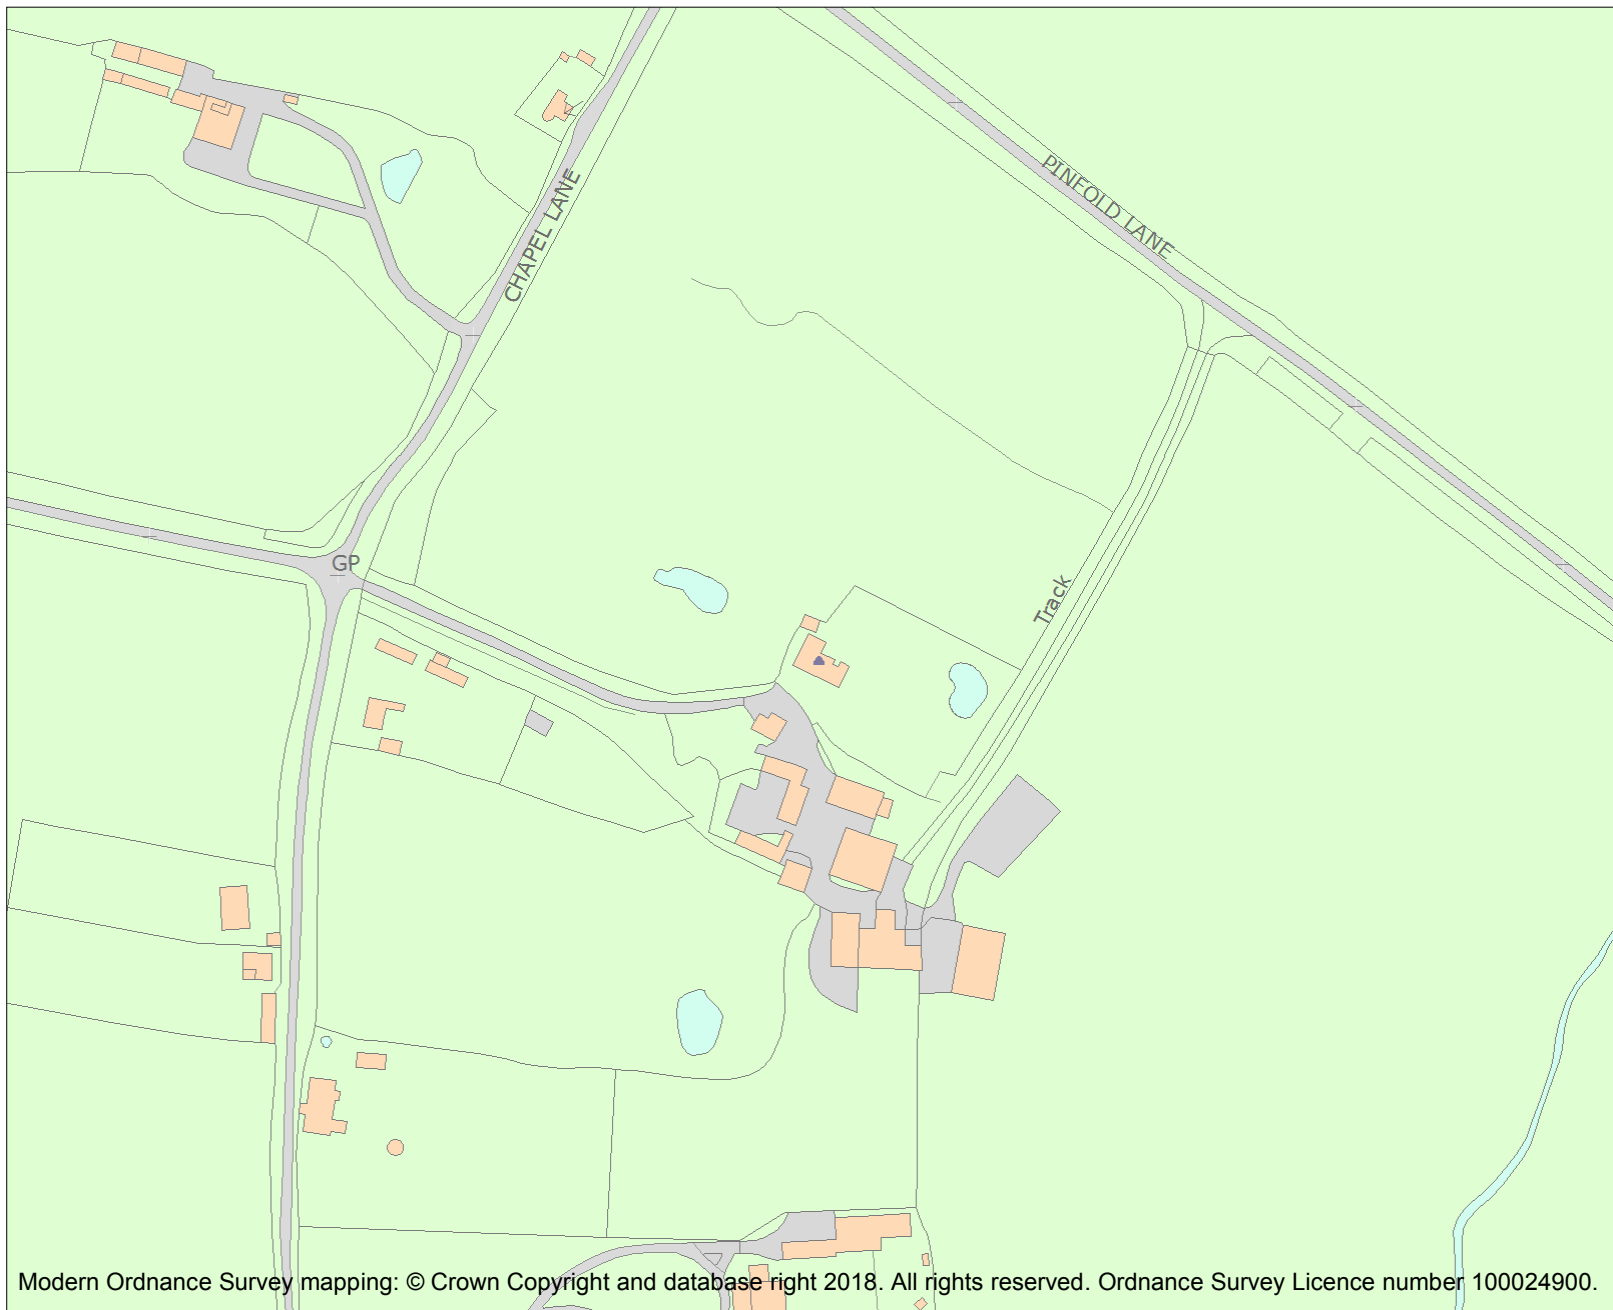 PINFOLD LANE
CHAPEL LANE
GP
Track
Modern Ordnance Survey mapping: © Crown Copyright and database right 2018. All rights reserved. Ordnance Survey Licence number 100024900.